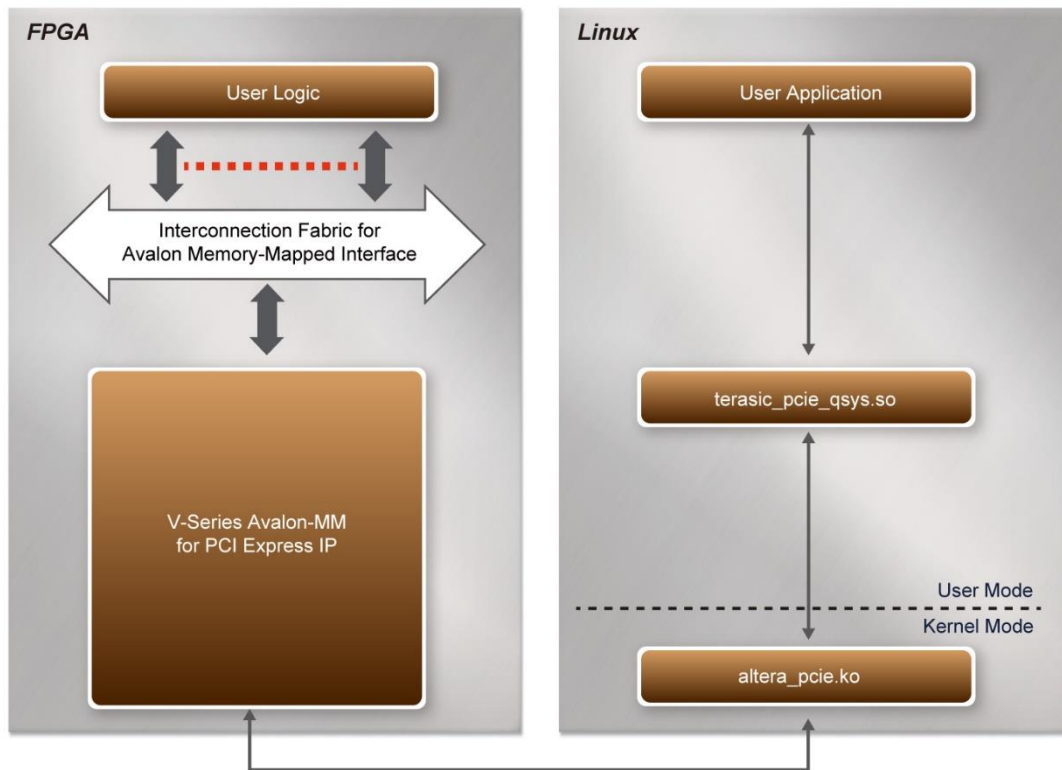 FPGA
User Logic
Interconnection Fabric for
Avalon Memory-Mapped Interface
V-Series Avalon-MM
for PCI Express IP
Linux
User Application
terasic_pcie_qsys.so
User Mode
Kernel Mode
altera_pcie.ko